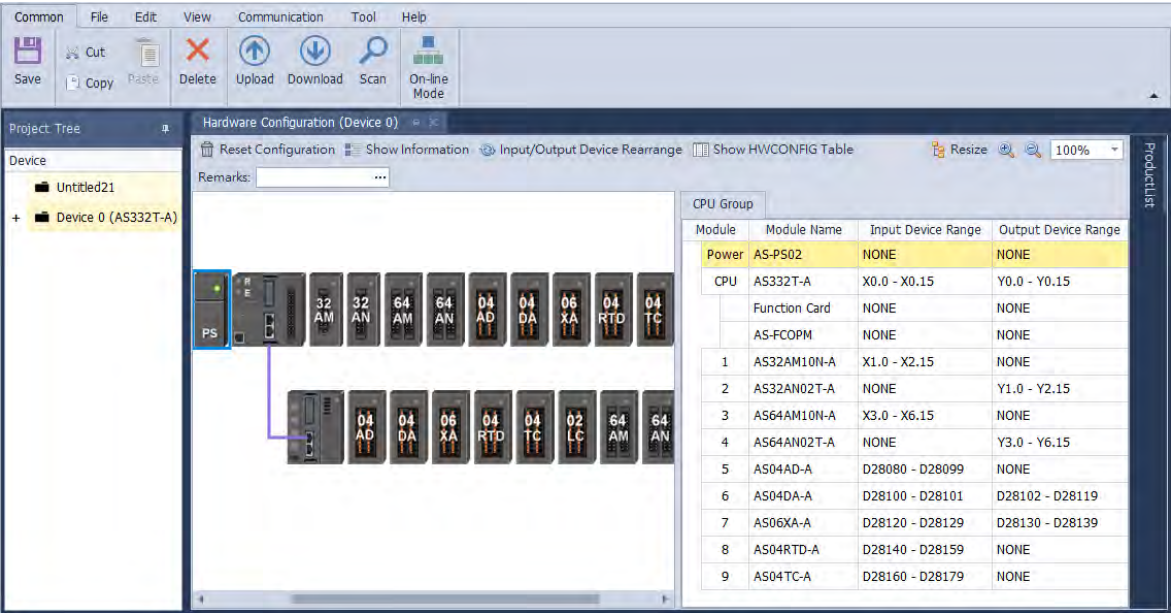 Common File Edit View Communication Tool Help
Cut
Copy
Save Paste Delete Upload Download Scan On-line Mode
Project Tree
Hardware Configuration (Device 0)
ProductList
Device
Reset Configuration Show Information Input/Output Device Rearrange Show HWCONFIG Table Resize 100%
Untitled21
Remarks: ...
+ Device 0 (AS332T-A)
CPU Group
Module Module Name Input Device Range Output Device Range
Power AS-PS02 NONE NONE
CPU AS332T-A X0.0 - X0.15 Y0.0 - Y0.15
Function Card NONE NONE
AS-FCOPM NONE NONE
1 AS32AM10N-A X1.0 - X2.15 NONE
2 AS32AN02T-A NONE Y1.0 - Y2.15
3 AS64AM10N-A X3.0 - X6.15 NONE
4 AS64AN02T-A NONE Y3.0 - Y6.15
5 AS04AD-A D28080 - D28099 NONE
6 AS04DA-A D28100 - D28101 D28102 - D28119
7 AS06XA-A D28120 - D28129 D28130 - D28139
8 AS04RTD-A D28140 - D28159 NONE
9 AS04TC-A D28160 - D28179 NONE
R
E
PS
32 AM
32 AN
64 AM
64 AN
04 AD
04 DA
06 XA
04 RTD
04 TC
04 AD
04 DA
06 XA
04 RTD
04 TC
02 LC
64 AM
64 AN